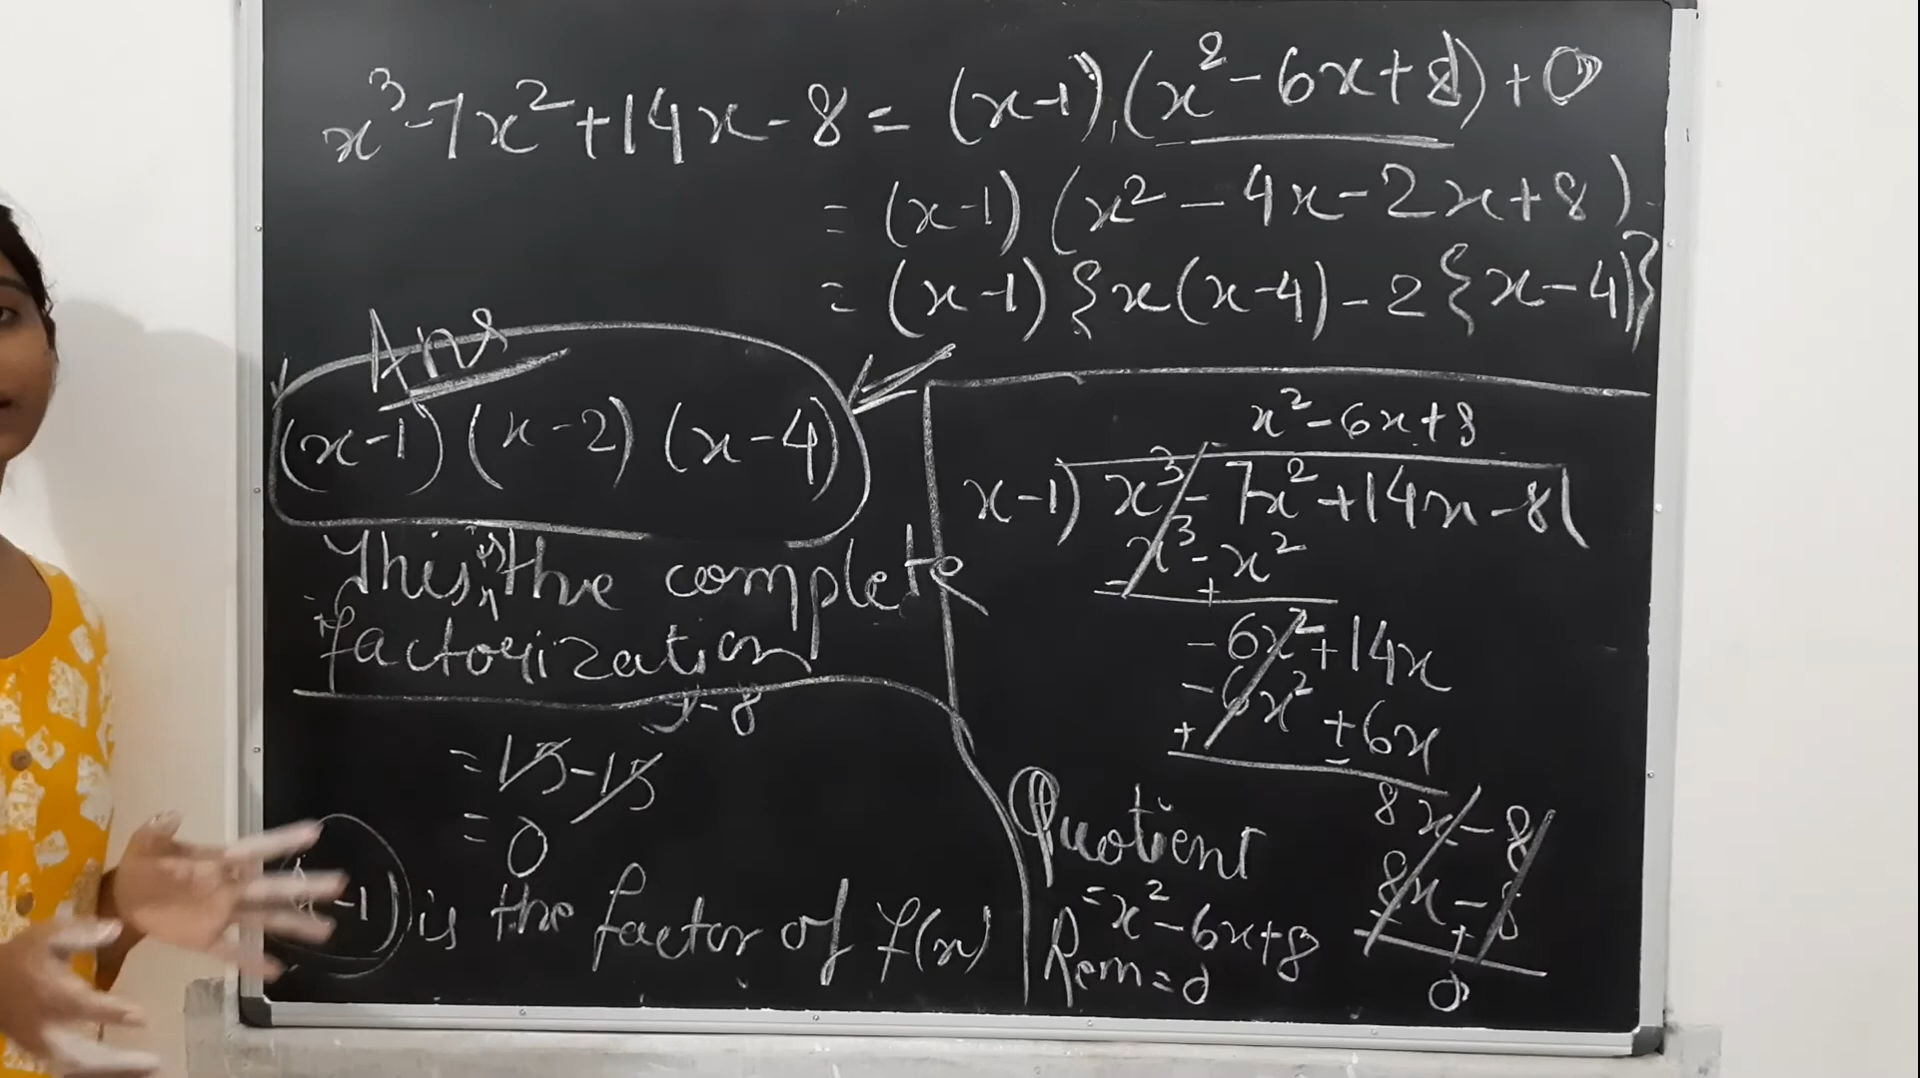 x³-7x²+14x-8 = (x-1)(x²-6x+8)+0
= (x-1)(x²-4x-2x+8)
= (x-1){x(x-4)-2{x-4)}
Ans
(x-1)(x-2)(x-4)
This is the complete
factorization
-8
= 15-15
= 0
-1) is the factor of f(x)
x²-6x+8
x-1) x³-7x²+14x-8(
x³-x²
- +
-6x²+14x
-6x²+6x
+ -
8x-8
8x-8
- +
0
Quotient
=x²-6x+8
Rem=0